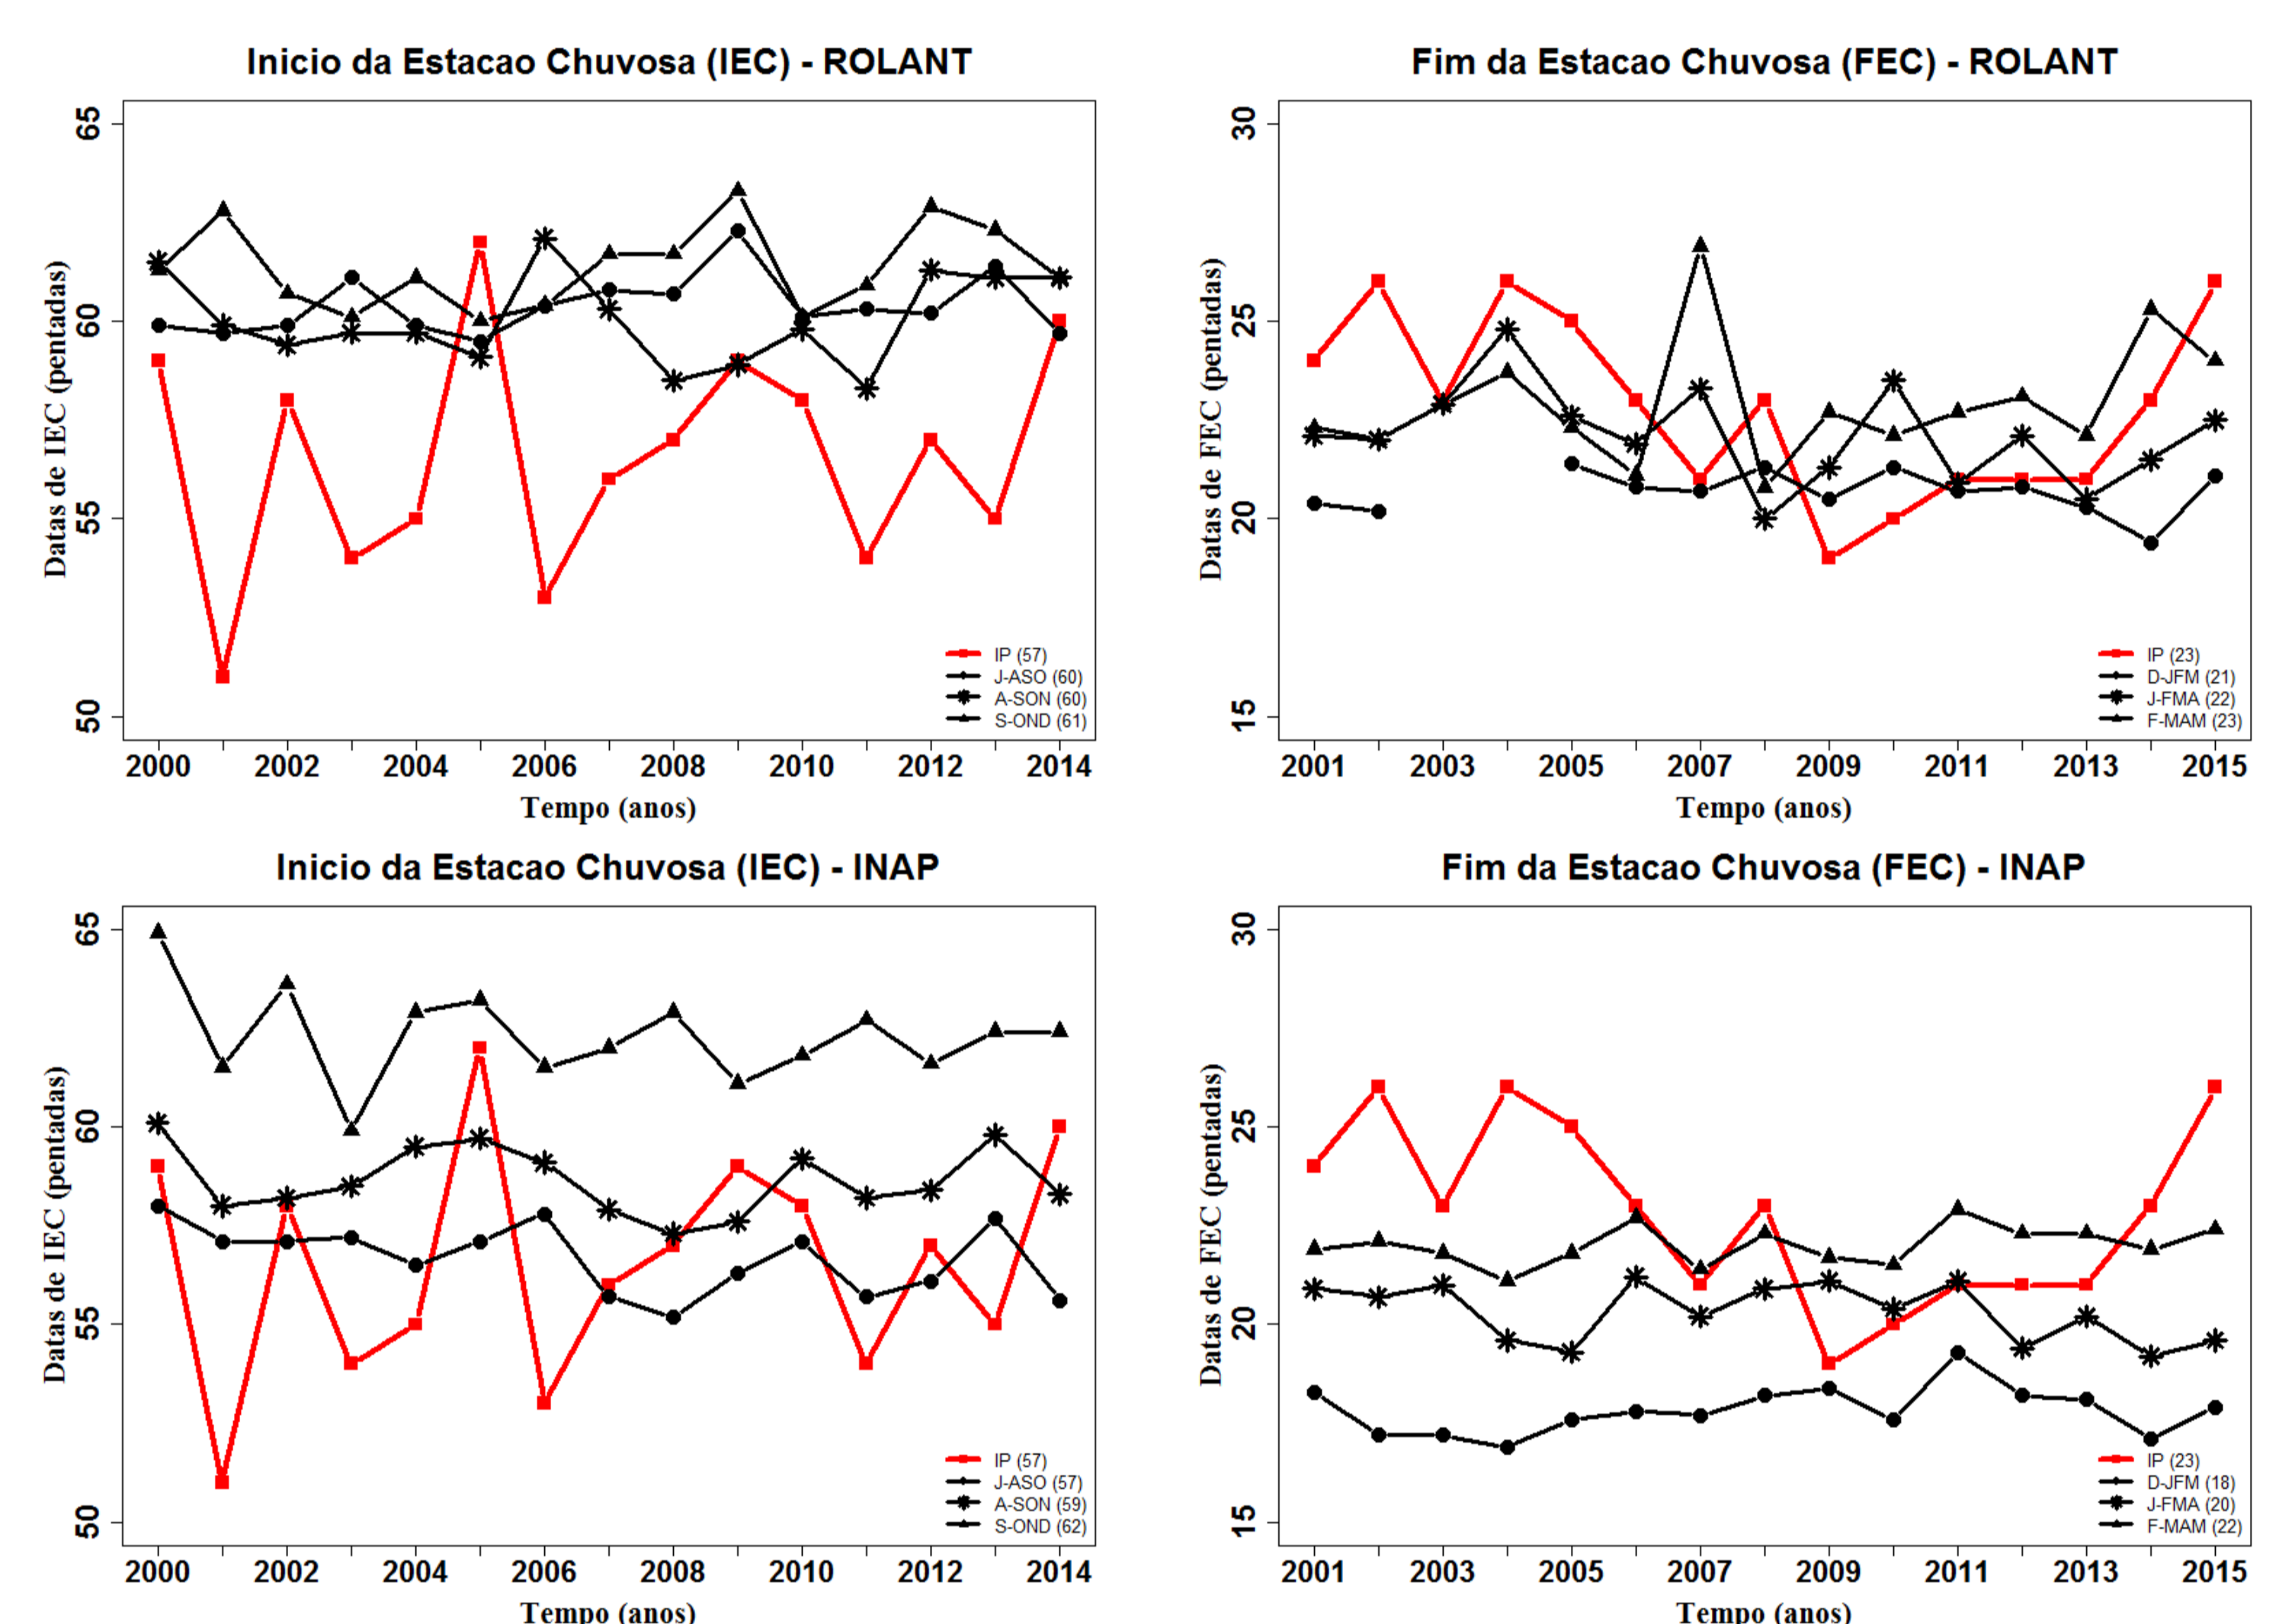 Inicio da Estacao Chuvosa (IEC) - ROLANT
65
60
55
50
Datas de IEC (pentadas)
IP (57)
J-ASO (60)
A-SON (60)
S-OND (61)
2000 2002 2004 2006 2008 2010 2012 2014
Tempo (anos)
Fim da Estacao Chuvosa (FEC) - ROLANT
30
25
20
15
Datas de FEC (pentadas)
IP (23)
D-JFM (21)
J-FMA (22)
F-MAM (23)
2001 2003 2005 2007 2009 2011 2013 2015
Tempo (anos)
Inicio da Estacao Chuvosa (IEC) - INAP
65
60
55
50
Datas de IEC (pentadas)
IP (57)
J-ASO (57)
A-SON (59)
S-OND (62)
2000 2002 2004 2006 2008 2010 2012 2014
Tempo (anos)
Fim da Estacao Chuvosa (FEC) - INAP
30
25
20
15
Datas de FEC (pentadas)
IP (23)
D-JFM (18)
J-FMA (20)
F-MAM (22)
2001 2003 2005 2007 2009 2011 2013 2015
Tempo (anos)